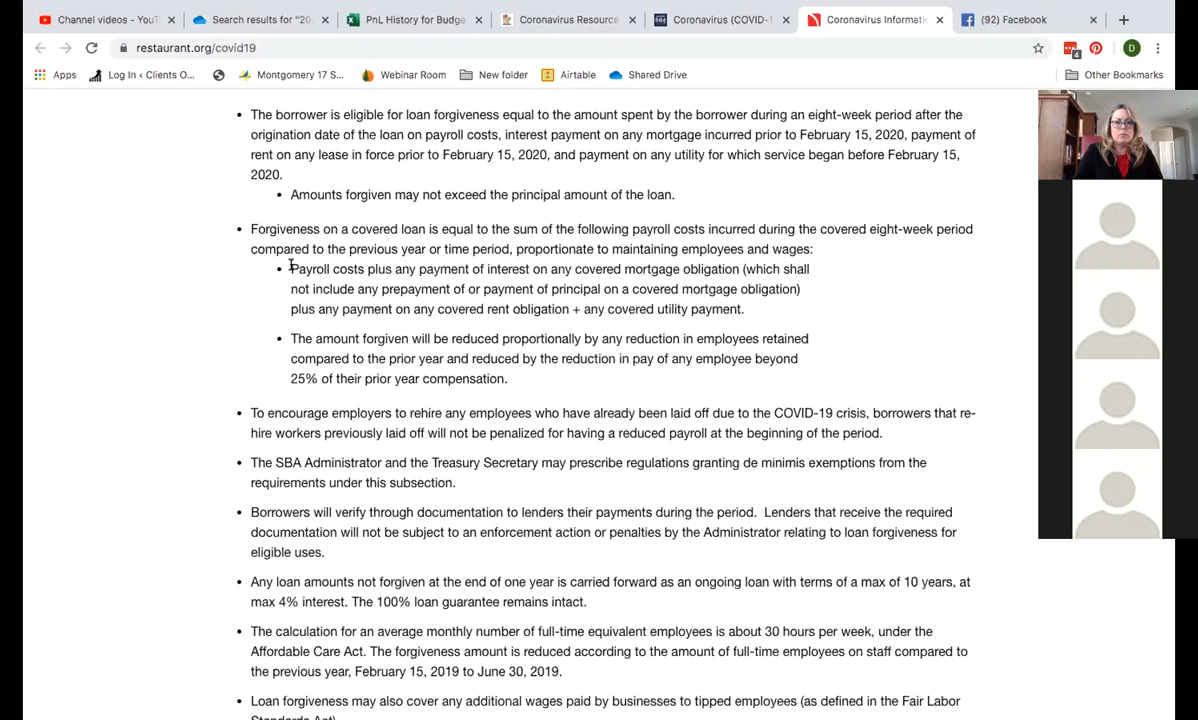 Channel videos - YouT
Search results for "20:
PnL History for Budge
Coronavirus Resource
Coronavirus (COVID-1
Coronavirus Informati
(92) Facebook
restaurant.org/covid19
4
D
Apps
Log In ‹ Clients O...
Montgomery 17 S...
Webinar Room
New folder
Airtable
Shared Drive
Other Bookmarks
• The borrower is eligible for loan forgiveness equal to the amount spent by the borrower during an eight-week period after the
origination date of the loan on payroll costs, interest payment on any mortgage incurred prior to February 15, 2020, payment of
rent on any lease in force prior to February 15, 2020, and payment on any utility for which service began before February 15,
2020.
• Amounts forgiven may not exceed the principal amount of the loan.
• Forgiveness on a covered loan is equal to the sum of the following payroll costs incurred during the covered eight-week period
compared to the previous year or time period, proportionate to maintaining employees and wages:
• Payroll costs plus any payment of interest on any covered mortgage obligation (which shall
not include any prepayment of or payment of principal on a covered mortgage obligation)
plus any payment on any covered rent obligation + any covered utility payment.
• The amount forgiven will be reduced proportionally by any reduction in employees retained
compared to the prior year and reduced by the reduction in pay of any employee beyond
25% of their prior year compensation.
• To encourage employers to rehire any employees who have already been laid off due to the COVID-19 crisis, borrowers that re-
hire workers previously laid off will not be penalized for having a reduced payroll at the beginning of the period.
• The SBA Administrator and the Treasury Secretary may prescribe regulations granting de minimis exemptions from the
requirements under this subsection.
• Borrowers will verify through documentation to lenders their payments during the period. Lenders that receive the required
documentation will not be subject to an enforcement action or penalties by the Administrator relating to loan forgiveness for
eligible uses.
• Any loan amounts not forgiven at the end of one year is carried forward as an ongoing loan with terms of a max of 10 years, at
max 4% interest. The 100% loan guarantee remains intact.
• The calculation for an average monthly number of full-time equivalent employees is about 30 hours per week, under the
Affordable Care Act. The forgiveness amount is reduced according to the amount of full-time employees on staff compared to
the previous year, February 15, 2019 to June 30, 2019.
• Loan forgiveness may also cover any additional wages paid by businesses to tipped employees (as defined in the Fair Labor
Standards Act)